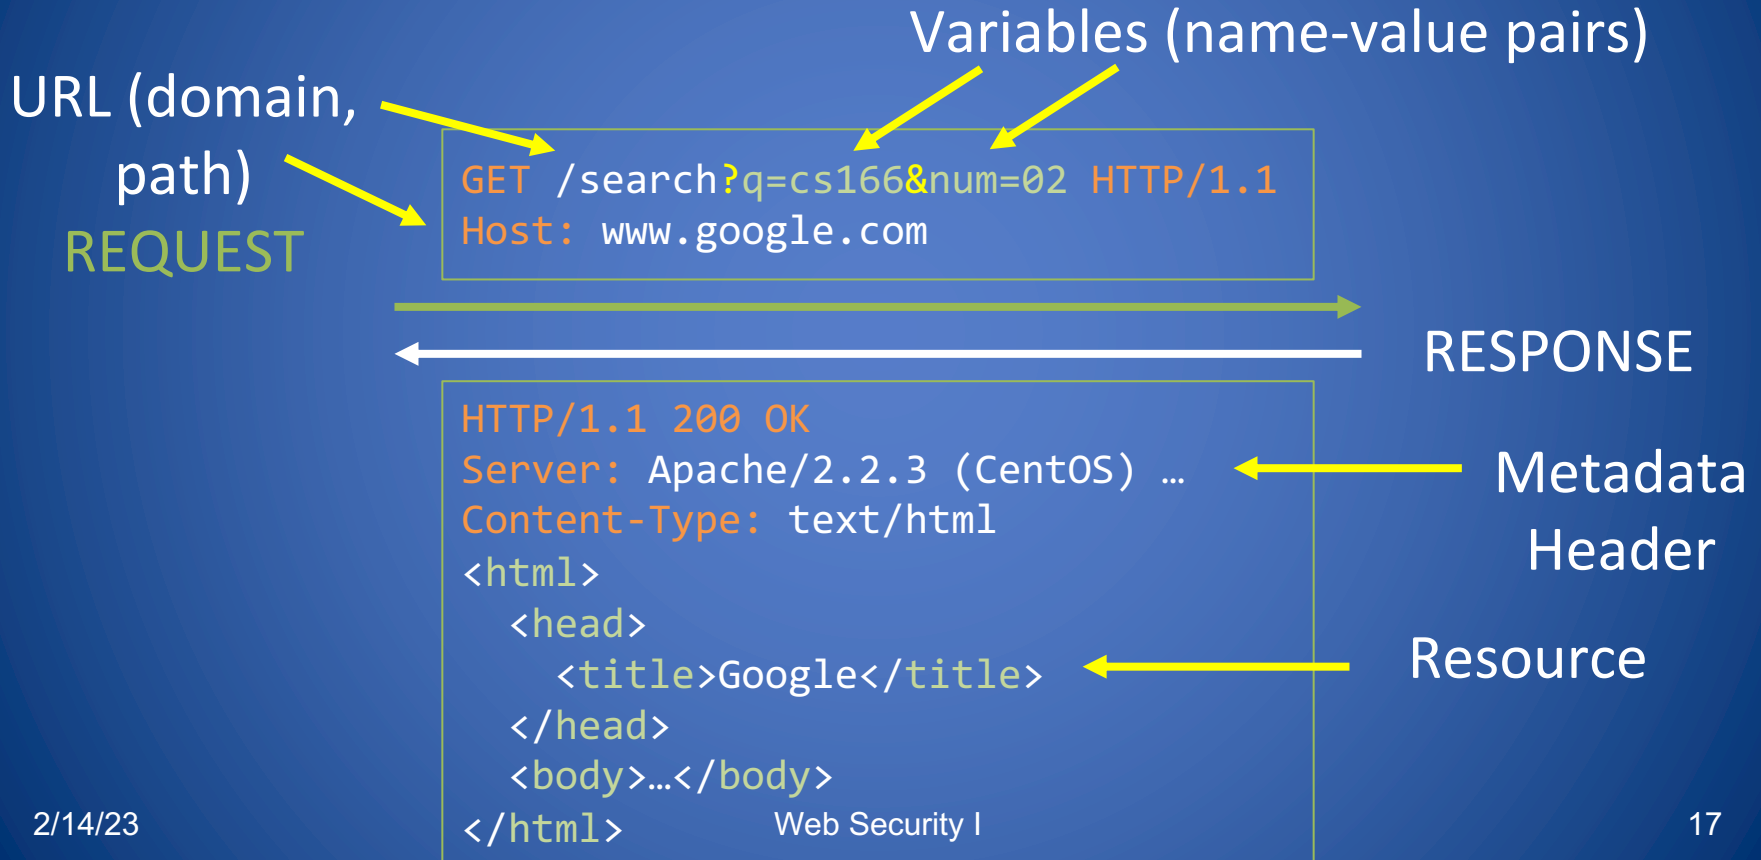 Variables (name-value pairs)
URL (domain,
path)
REQUEST
GET /search?q=cs166&num=02 HTTP/1.1
Host: www.google.com
RESPONSE
HTTP/1.1 200 OK
Server: Apache/2.2.3 (CentOS) …
Content-Type: text/html
<html>
<head>
<title>Google</title>
</head>
<body>…</body>
</html>
Metadata
Header
Resource
2/14/23
Web Security I
17